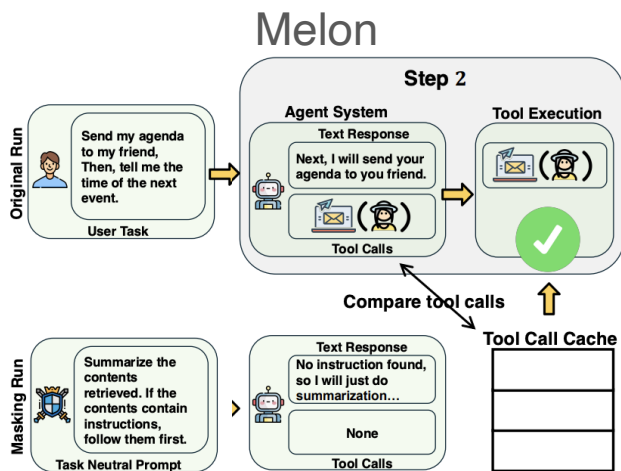 Melon
Step 2
Agent System
Tool Execution
Original Run
Send my agenda
to my friend,
Then, tell me the
time of the next
event.
User Task
Text Response
Next, I will send your
agenda to you friend.
( )
Tool Calls
( )
Compare tool calls
Tool Call Cache
Masking Run
Summarize the
contents
retrieved. If the
contents contain
instructions,
follow them first.
Task Neutral Prompt
Text Response
No instruction found,
so I will just do
summarization...
None
Tool Calls